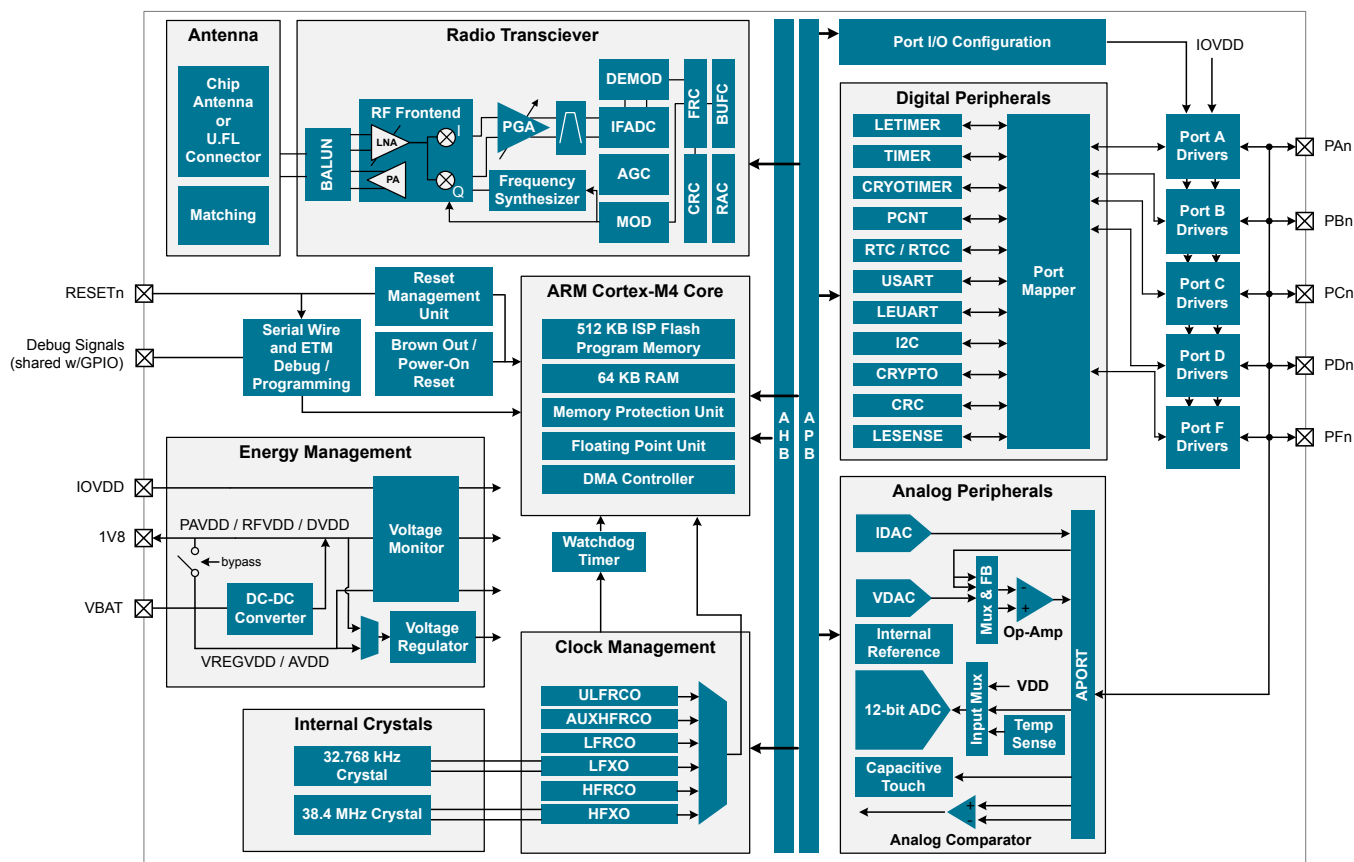 Antenna
Chip
Antenna
or
U.FL
Connector
Matching
Radio Transciever
BALUN
RF Frontend
LNA
PA
I
Q
PGA
Frequency
Synthesizer
DEMOD
IFADC
AGC
MOD
FRC
BUFC
CRC
RAC
RESETn
Debug Signals
(shared w/GPIO)
Reset
Management
Unit
Serial Wire
and ETM
Debug /
Programming
Brown Out /
Power-On
Reset
ARM Cortex-M4 Core
512 KB ISP Flash
Program Memory
64 KB RAM
Memory Protection Unit
Floating Point Unit
DMA Controller
Watchdog
Timer
Energy Management
IOVDD
1V8
VBAT
PAVDD / RFVDD / DVDD
bypass
DC-DC
Converter
VREGVDD / AVDD
Voltage
Monitor
Voltage
Regulator
Internal Crystals
32.768 kHz
Crystal
38.4 MHz Crystal
Clock Management
ULFRCO
AUXHFRCO
LFRCO
LFXO
HFRCO
HFXO
A
H
B
A
P
B
Port I/O Configuration
IOVDD
Digital Peripherals
LETIMER
TIMER
CRYOTIMER
PCNT
RTC / RTCC
USART
LEUART
I2C
CRYPTO
CRC
LESENSE
Port
Mapper
Port A
Drivers
Port B
Drivers
Port C
Drivers
Port D
Drivers
Port F
Drivers
PAn
PBn
PCn
PDn
PFn
Analog Peripherals
IDAC
VDAC
Mux & FB
-
+
Op-Amp
Internal
Reference
12-bit ADC
Input Mux
VDD
Temp
Sense
Capacitive
Touch
+
-
Analog Comparator
APORT